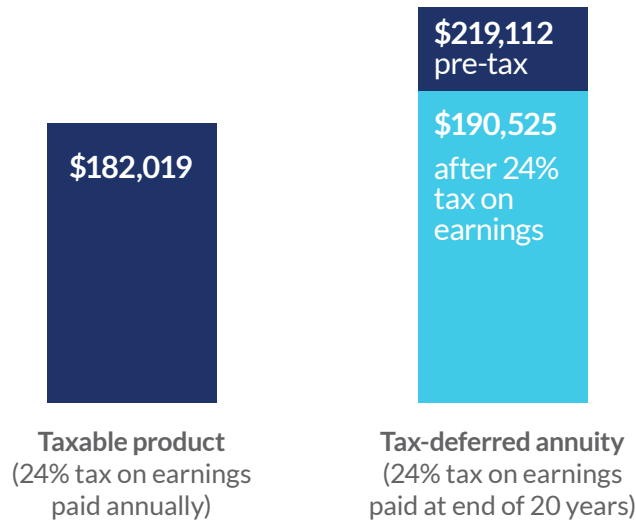 $182,019
Taxable product
(24% tax on earnings
paid annually)
$219,112
pre-tax
$190,525
after 24%
tax on
earnings
Tax-deferred annuity
(24% tax on earnings
paid at end of 20 years)